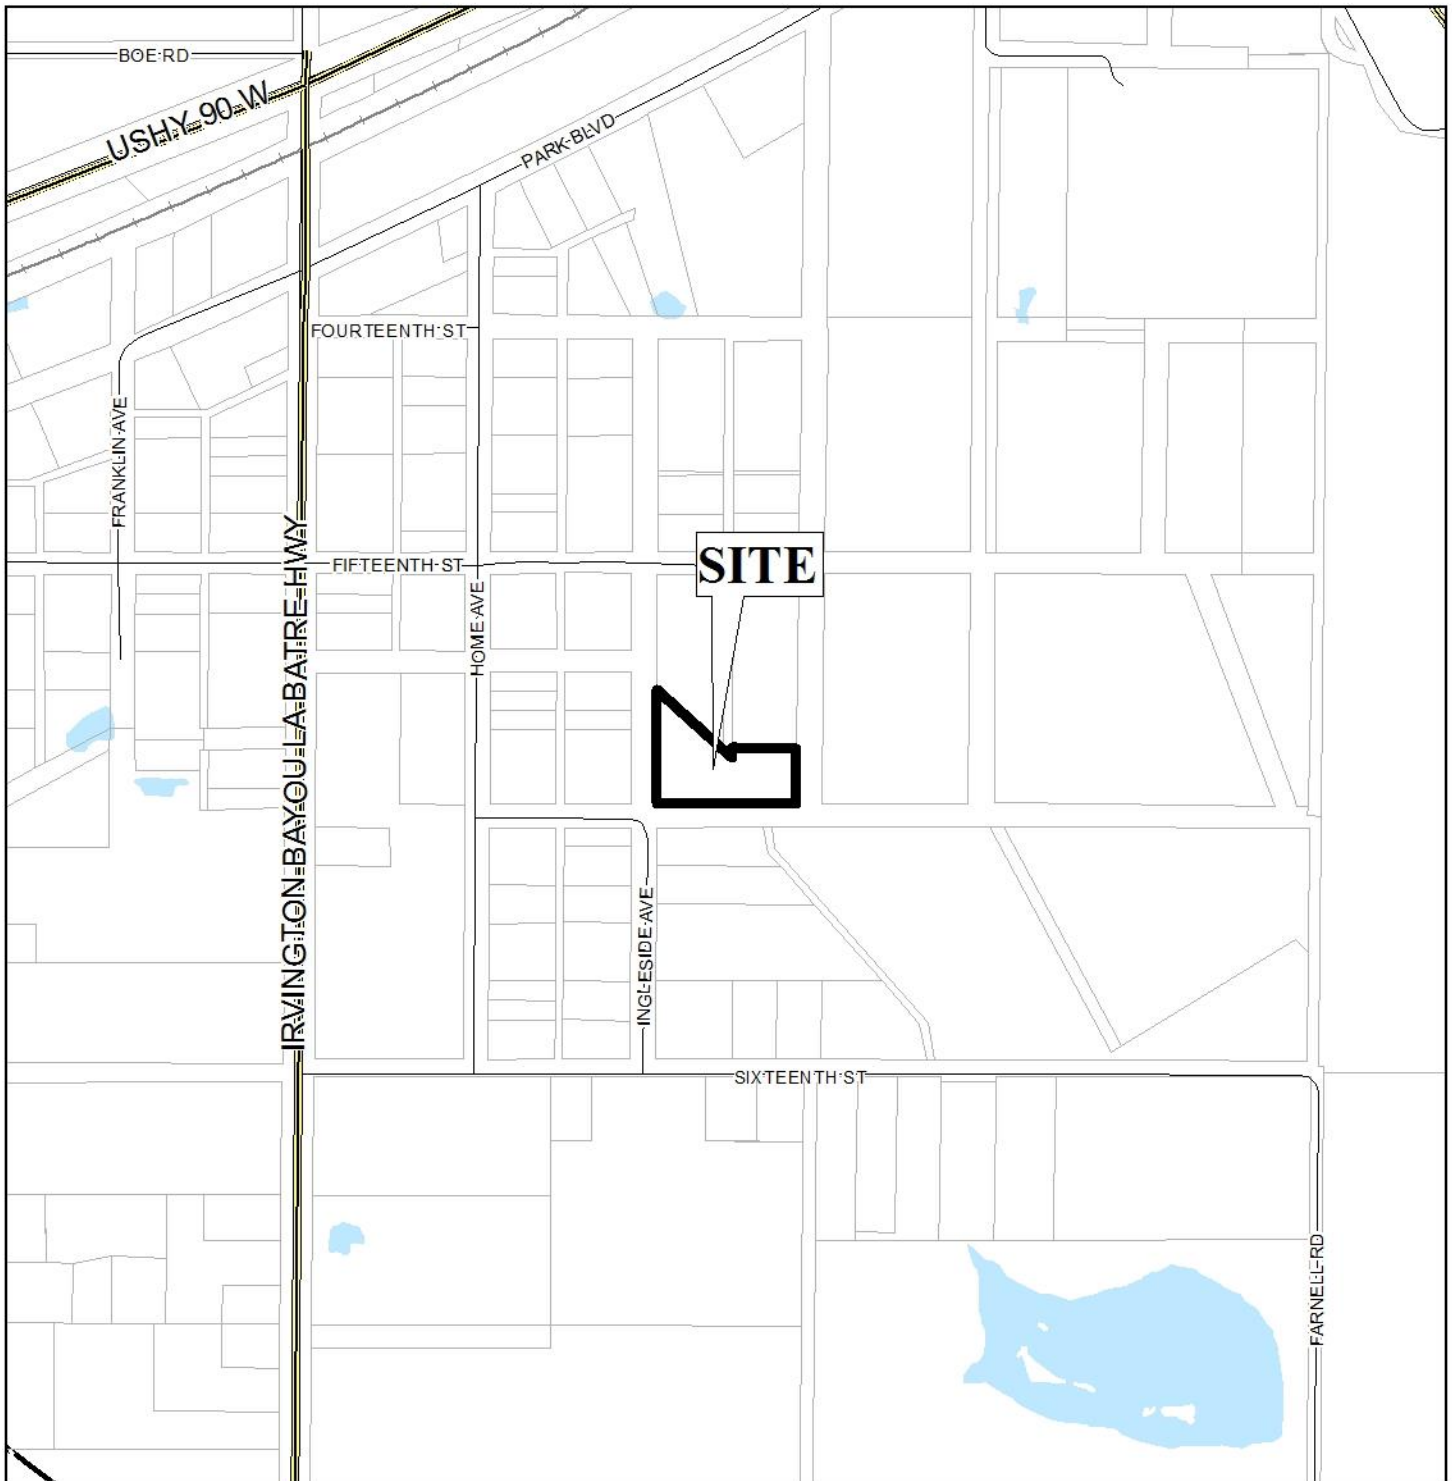 BOE RD
USHY 90 W
PARK BLVD
FOURTEENTH ST
FRANKLIN AVE
IRVINGTON BAYOU LA BATRE HWY
FIFTEENTH ST
SITE
HOME AVE
INGLESIDE AVE
SIXTEENTH ST
FARNELL RD